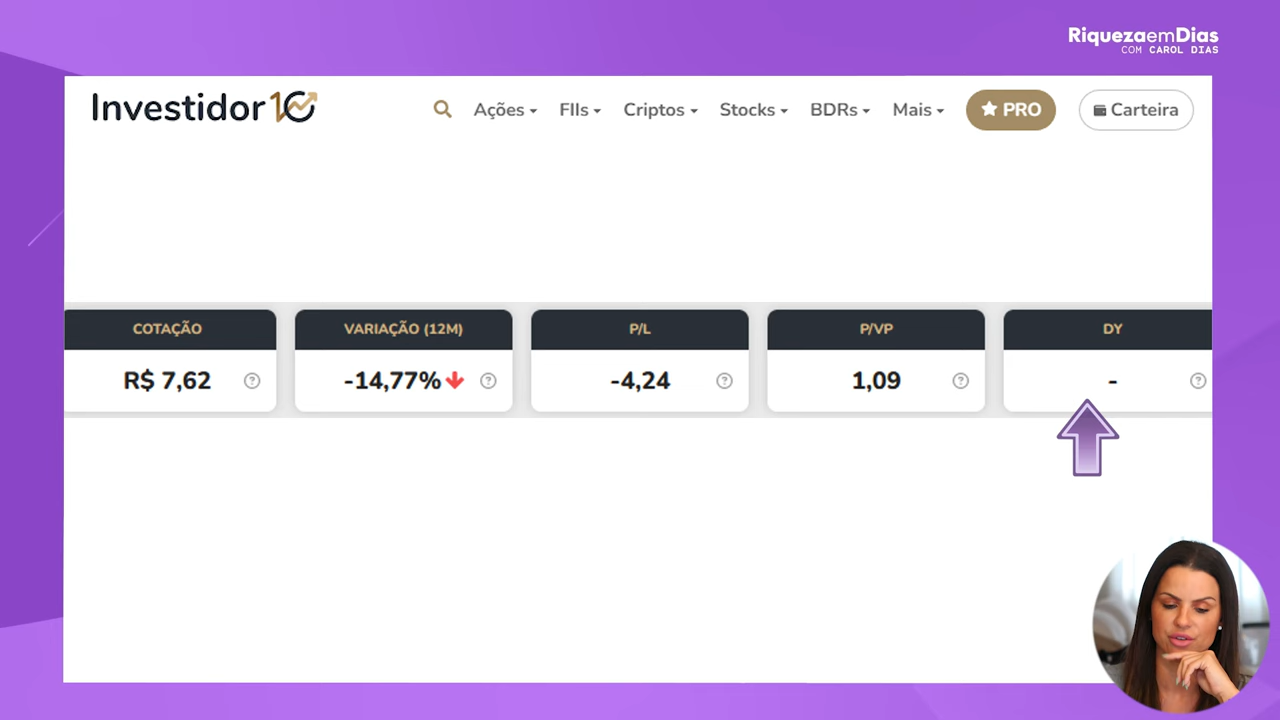 RiquezaemDias
COM CAROL DIAS
Investidor10
Ações
FIIs
Criptos
Stocks
BDRs
Mais
PRO
Carteira
COTAÇÃO
VARIAÇÃO (12M)
P/L
P/VP
DY
R$ 7,62
-14,77%
-4,24
1,09
-